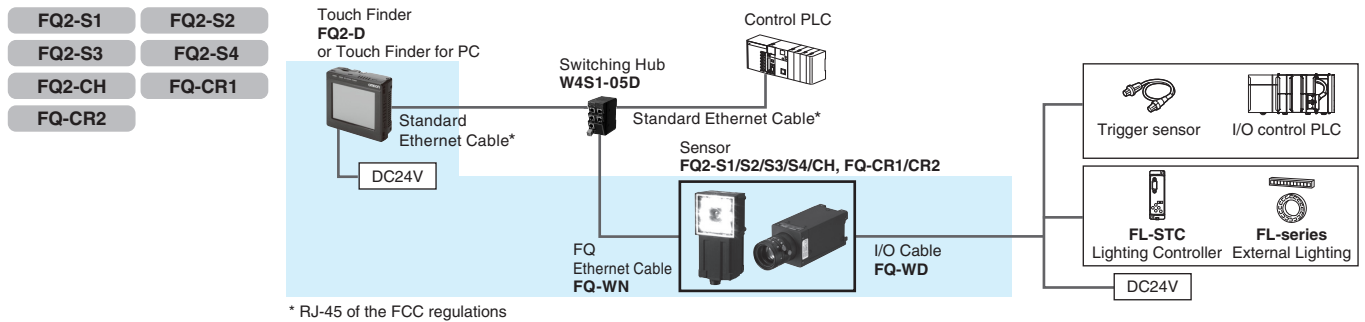 FQ2-S1 FQ2-S2
FQ2-S3 FQ2-S4
FQ2-CH FQ-CR1
FQ-CR2
Touch Finder
FQ2-D
or Touch Finder for PC
Standard
Ethernet Cable*
DC24V
Switching Hub
W4S1-05D
Control PLC
Standard Ethernet Cable*
Sensor
FQ2-S1/S2/S3/S4/CH, FQ-CR1/CR2
FQ
Ethernet Cable
FQ-WN
I/O Cable
FQ-WD
Trigger sensor
I/O control PLC
FL-STC
Lighting Controller
FL-series
External Lighting
DC24V
* RJ-45 of the FCC regulations